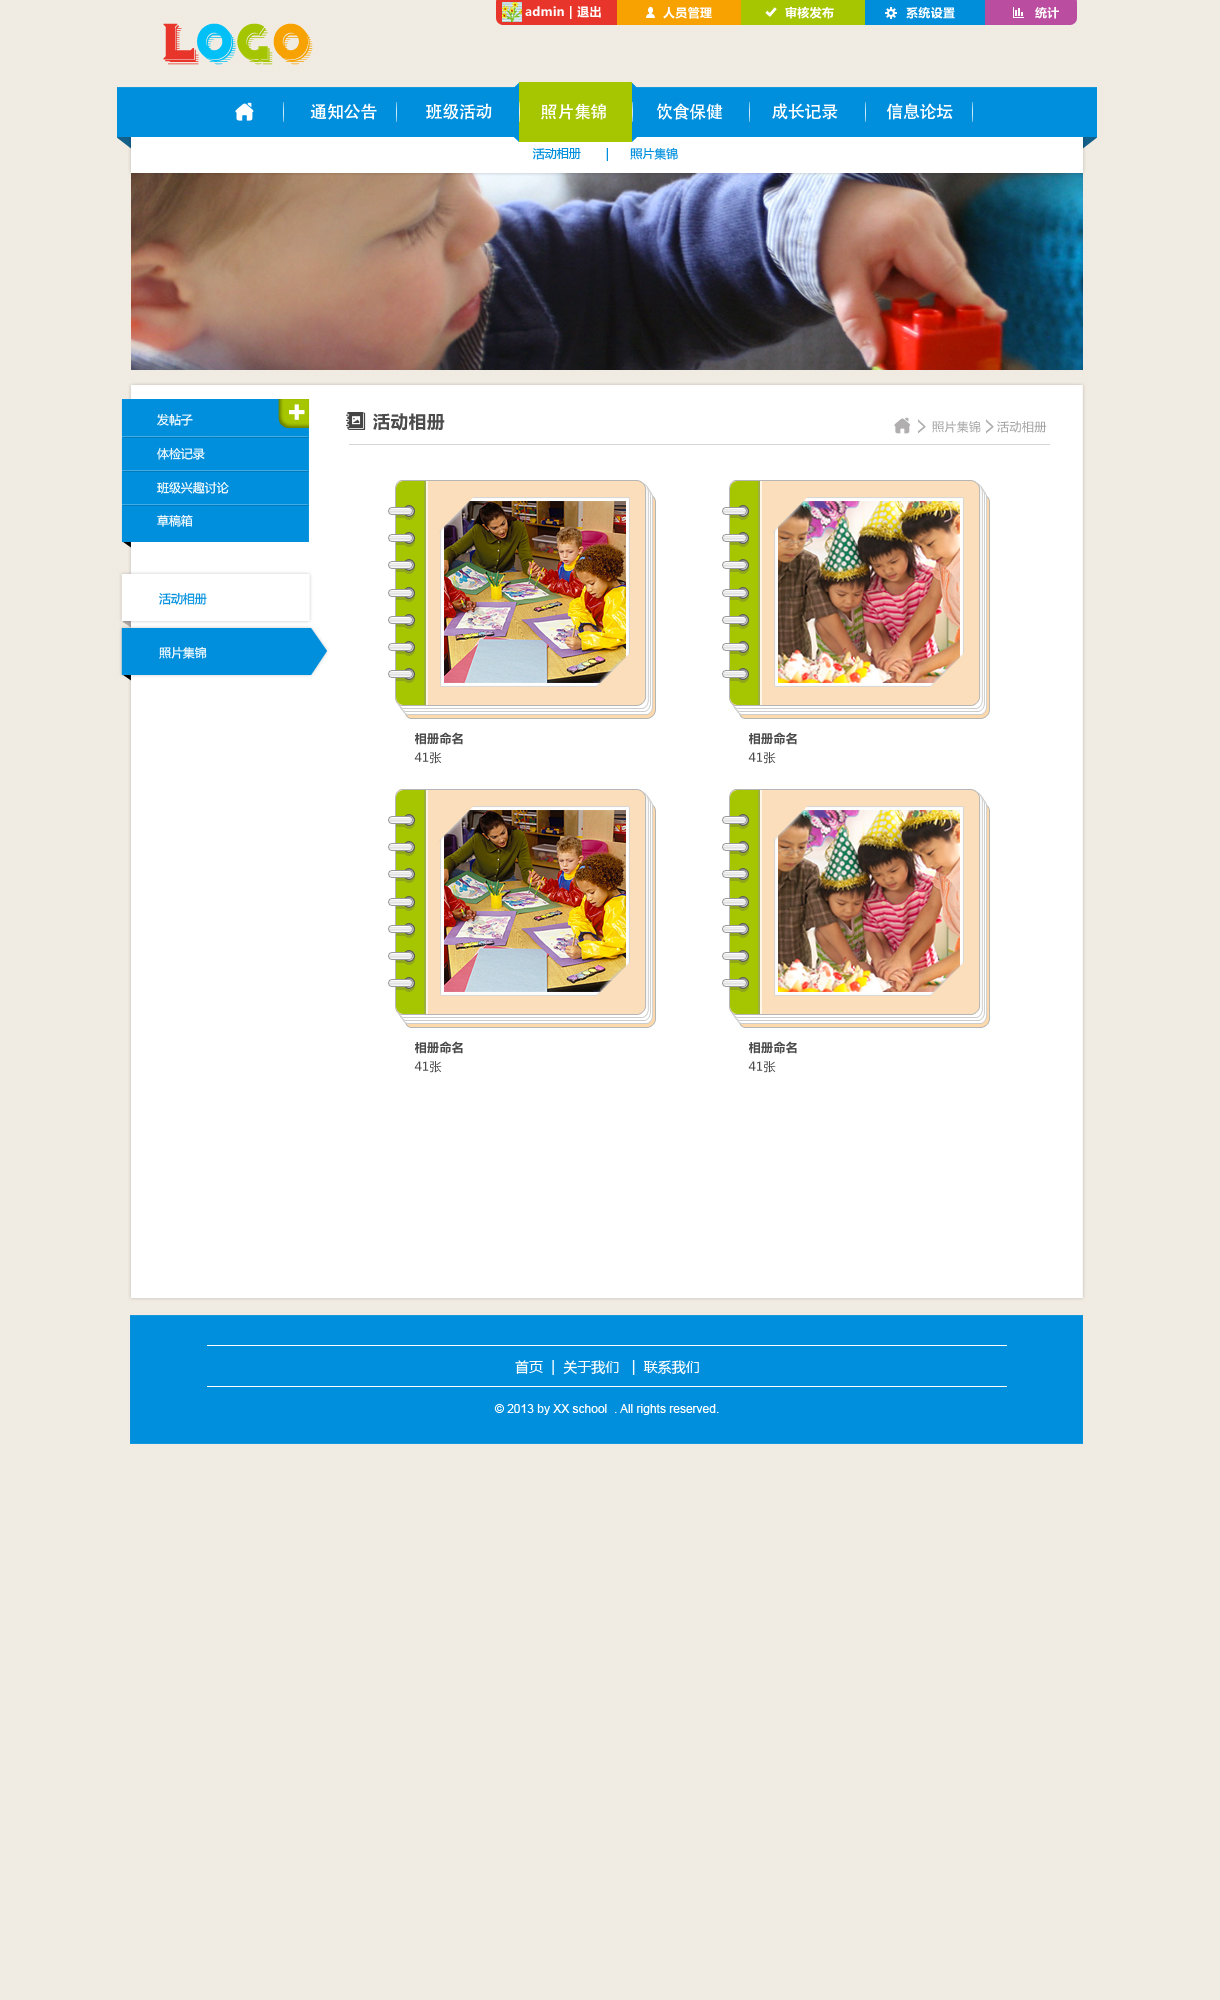 admin | 退出 人员管理 审核发布 系统设置 统计
LOGO
通知公告 班级活动 照片集锦 饮食保健 成长记录 信息论坛
活动相册 | 照片集锦
发帖子
体检记录
班级兴趣讨论
草稿箱
活动相册
照片集锦
活动相册
照片集锦 活动相册
相册命名
41张
相册命名
41张
相册命名
41张
相册命名
41张
首页 | 关于我们 | 联系我们
© 2013 by XX school . All rights reserved.